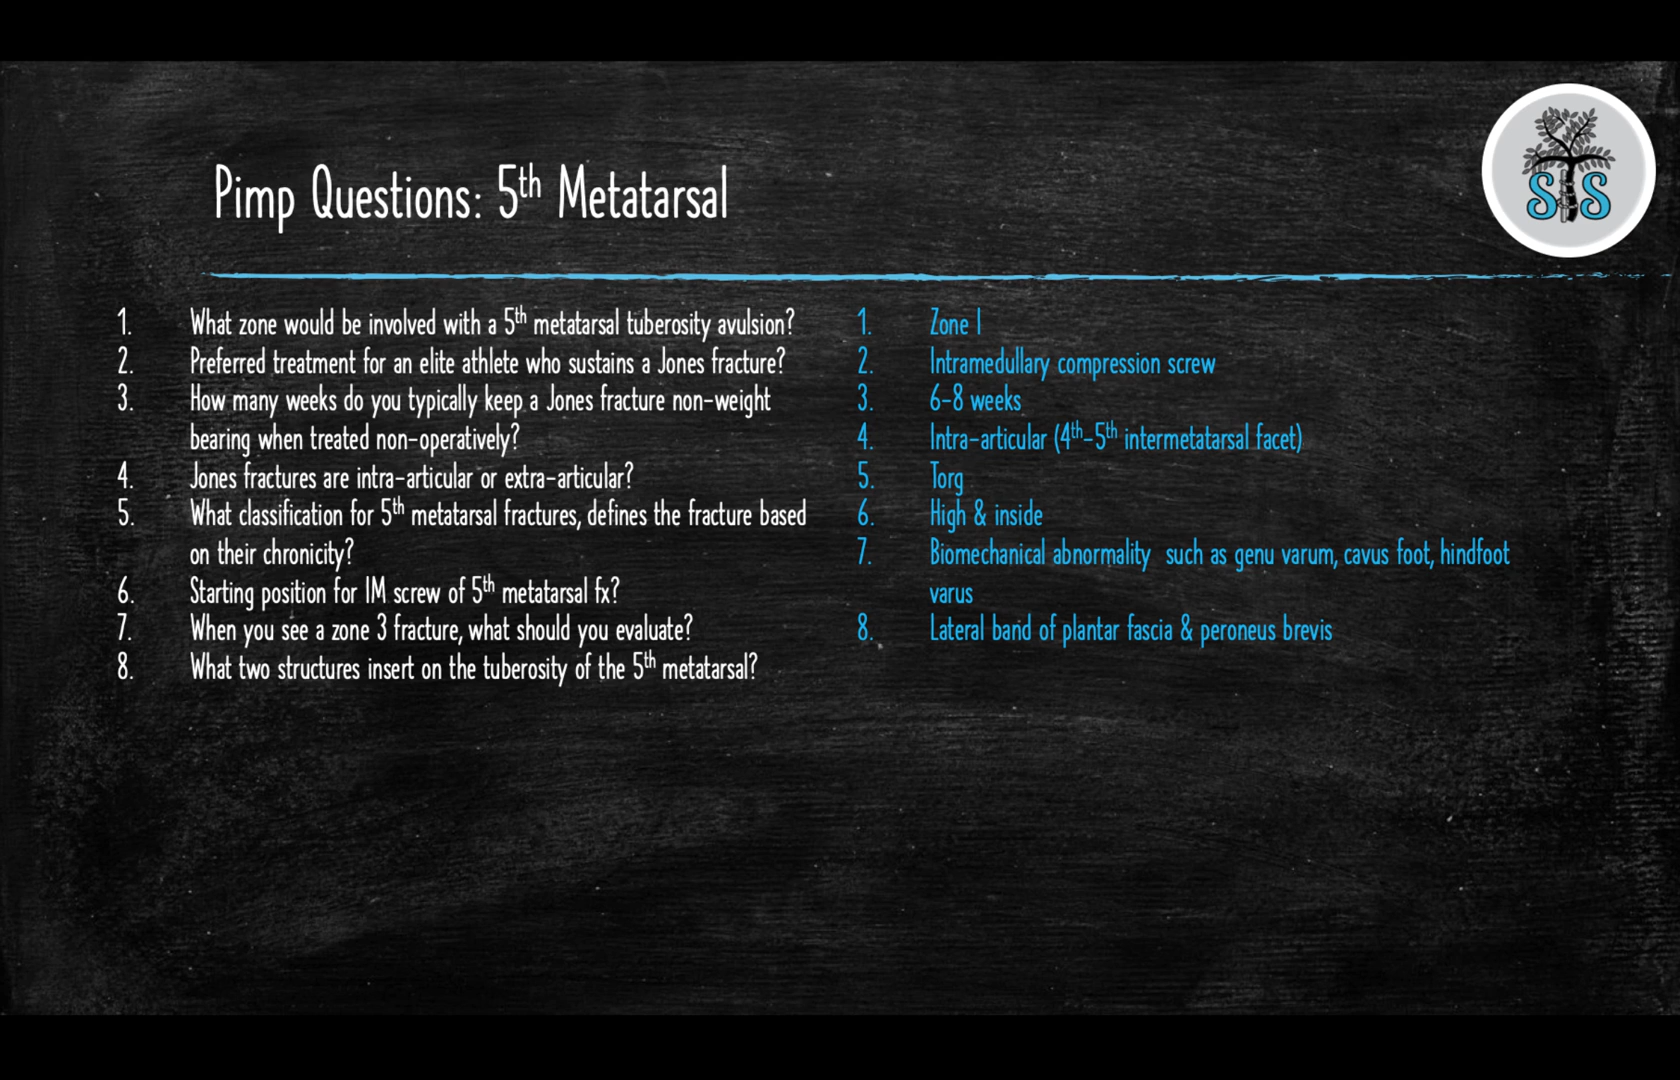 Pimp Questions: 5th Metatarsal
STS
1. What zone would be involved with a 5th metatarsal tuberosity avulsion?
2. Preferred treatment for an elite athlete who sustains a Jones fracture?
3. How many weeks do you typically keep a Jones fracture non-weight
bearing when treated non-operatively?
4. Jones fractures are intra-articular or extra-articular?
5. What classification for 5th metatarsal fractures, defines the fracture based
on their chronicity?
6. Starting position for IM screw of 5th metatarsal fx?
7. When you see a zone 3 fracture, what should you evaluate?
8. What two structures insert on the tuberosity of the 5th metatarsal?
1. Zone 1
2. Intramedullary compression screw
3. 6-8 weeks
4. Intra-articular (4th-5th intermetatarsal facet)
5. Torg
6. High & inside
7. Biomechanical abnormality such as genu varum, cavus foot, hindfoot
varus
8. Lateral band of plantar fascia & peroneus brevis